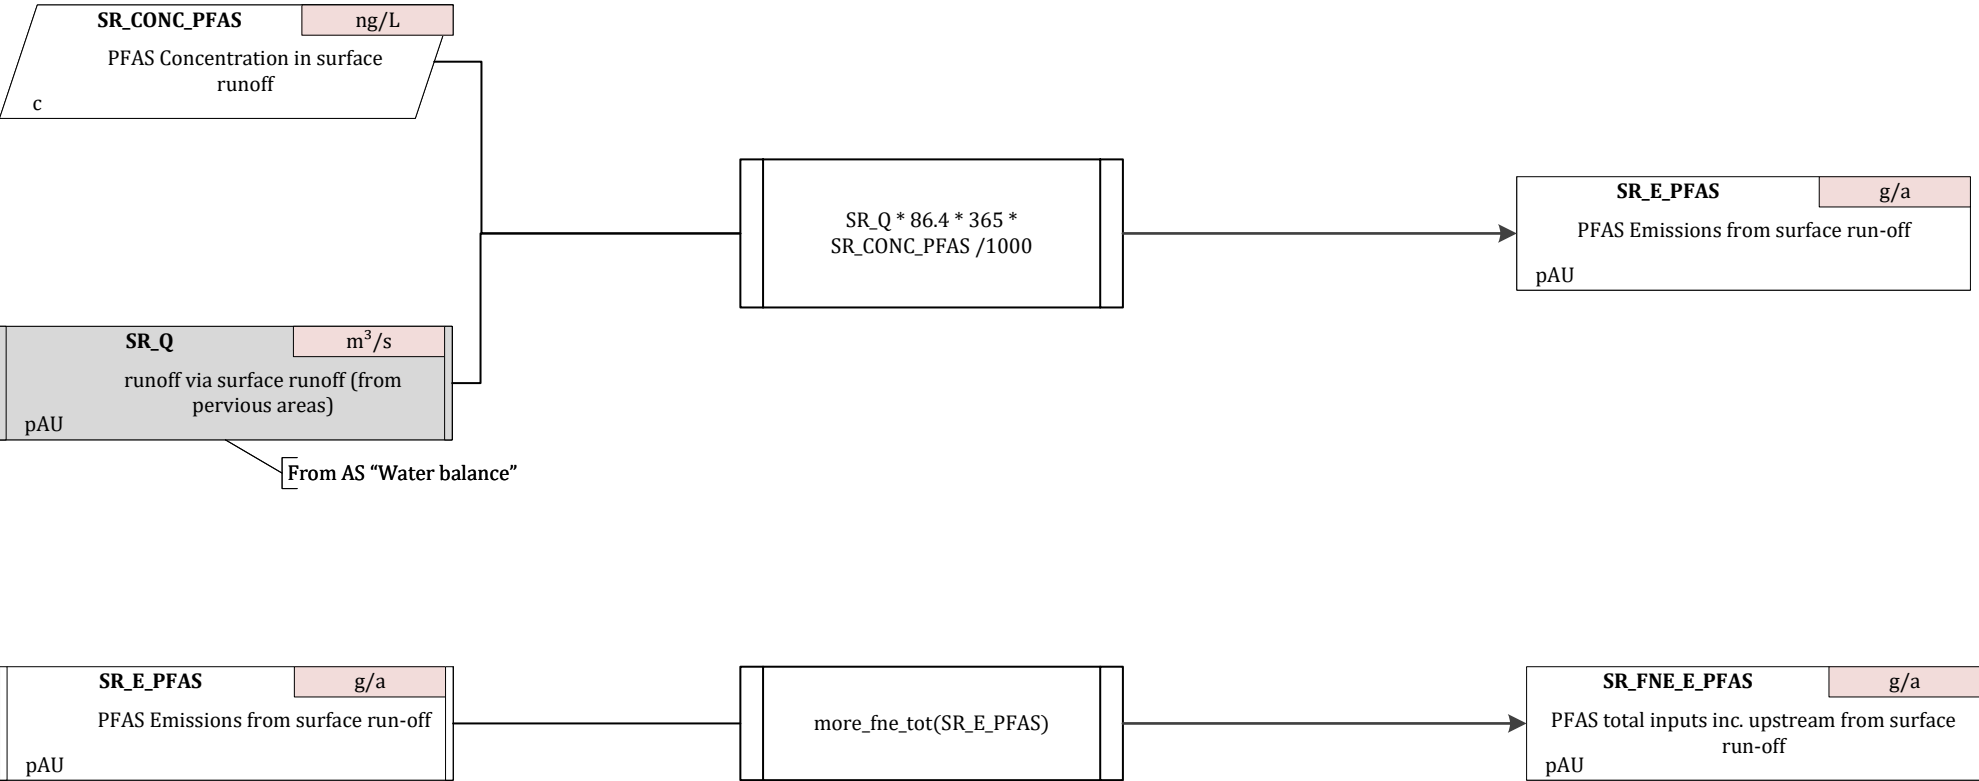 SR_CONC_PFAS
ng/L
PFAS Concentration in surface
runoff
c
SR_Q * 86.4 * 365 *
SR_CONC_PFAS /1000
SR_E_PFAS
g/a
PFAS Emissions from surface run-off
pAU
SR_Q
m³/s
runoff via surface runoff (from
pervious areas)
pAU
From AS “Water balance”
SR_E_PFAS
g/a
PFAS Emissions from surface run-off
pAU
more_fne_tot(SR_E_PFAS)
SR_FNE_E_PFAS
g/a
PFAS total inputs inc. upstream from surface
run-off
pAU